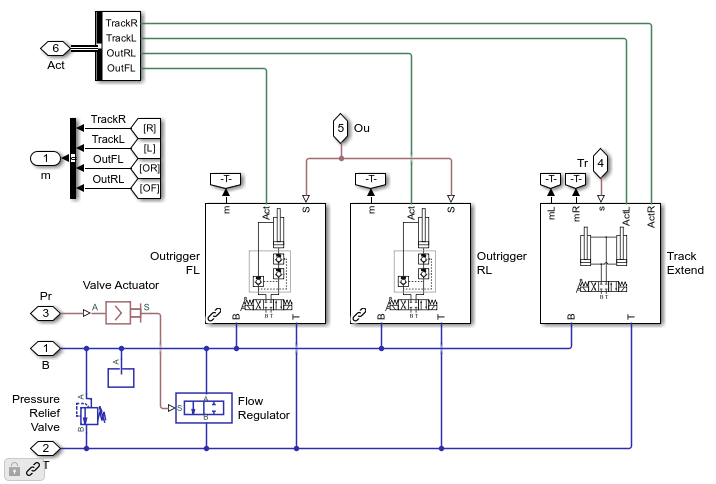 TrackR
TrackL
OutRL
OutFL
6
Act
TrackR
[R]
TrackL
[L]
OutFL
[OR]
OutRL
[OF]
1
m
5
Ou
Tr
4
-T-
-T-
-T-
-T-
m
Act
S
m
Act
S
mL
mR
s
ActL
ActR
Outrigger
FL
Outrigger
RL
Track
Extend
A
B T
A
B T
A
B T
B
T
B
T
B
T
Valve Actuator
Pr
3
A
S
1
B
A
Pressure
Relief
Valve
A
B
S
A
B
Flow
Regulator
2
T